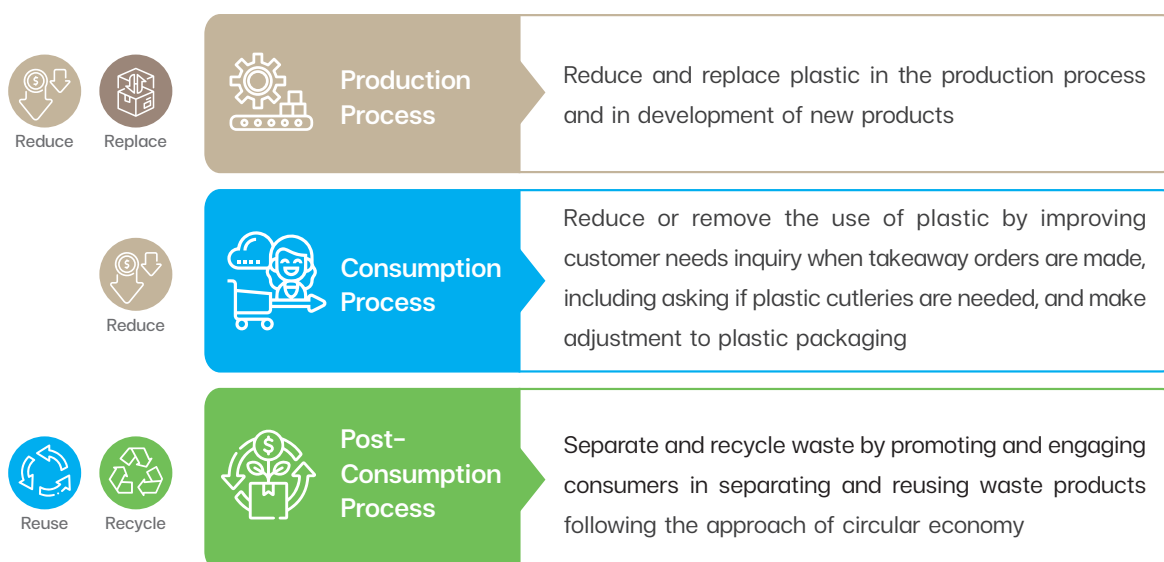 Reduce
Replace
Production
Process
Reduce and replace plastic in the production process
and in development of new products
Reduce
Consumption
Process
Reduce or remove the use of plastic by improving
customer needs inquiry when takeaway orders are made,
including asking if plastic cutleries are needed, and make
adjustment to plastic packaging
Reuse
Recycle
Post-
Consumption
Process
Separate and recycle waste by promoting and engaging
consumers in separating and reusing waste products
following the approach of circular economy